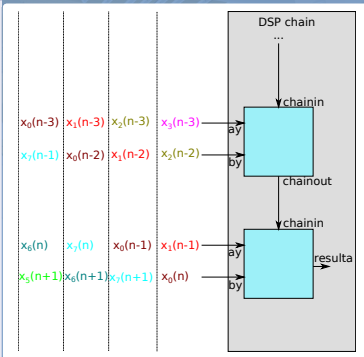 DSP chain
...
chainin
x₀(n-3) x₁(n-3) x₂(n-3) x₃(n-3)
ay
x₇(n-1) x₀(n-2) x₁(n-2) x₂(n-2)
by
chainout
chainin
x₆(n) x₇(n) x₀(n-1) x₁(n-1)
ay
resulta
x₅(n+1) x₆(n+1) x₇(n+1) x₀(n)
by